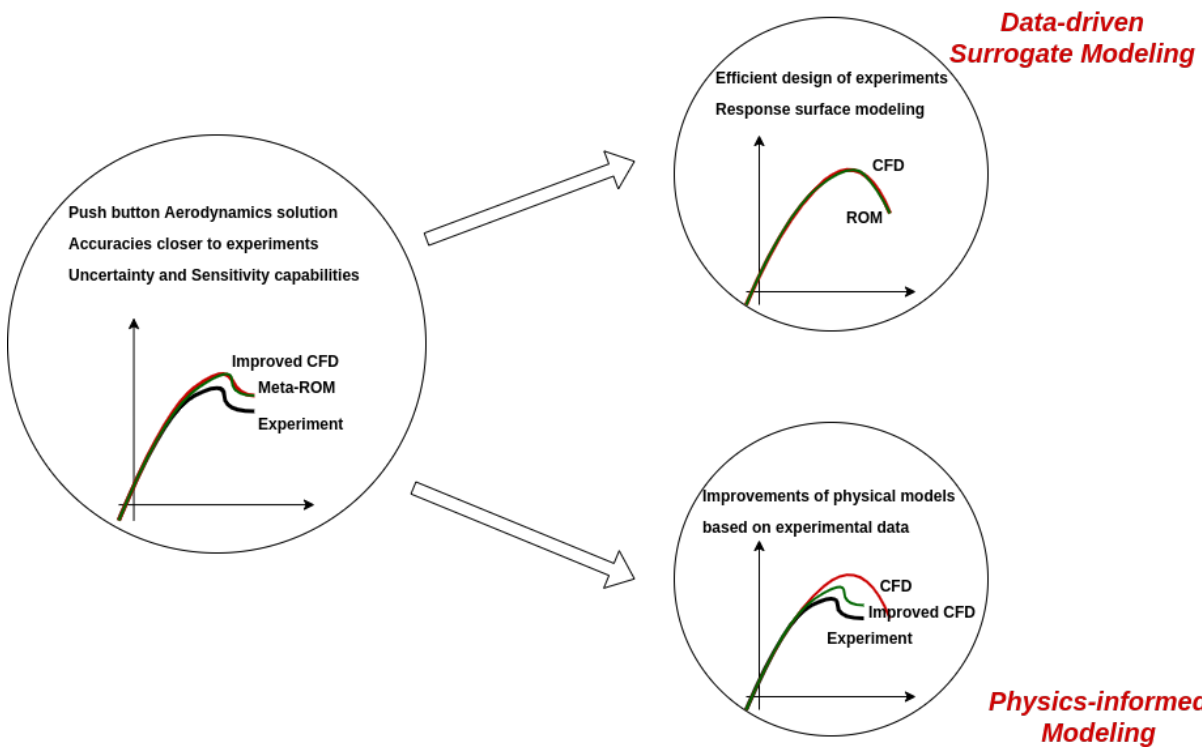 Data-driven
Surrogate Modeling
Efficient design of experiments
Response surface modeling
CFD
ROM
Push button Aerodynamics solution
Accuracies closer to experiments
Uncertainty and Sensitivity capabilities
Improved CFD
Meta-ROM
Experiment
Improvements of physical models
based on experimental data
CFD
Improved CFD
Experiment
Physics-informed
Modeling